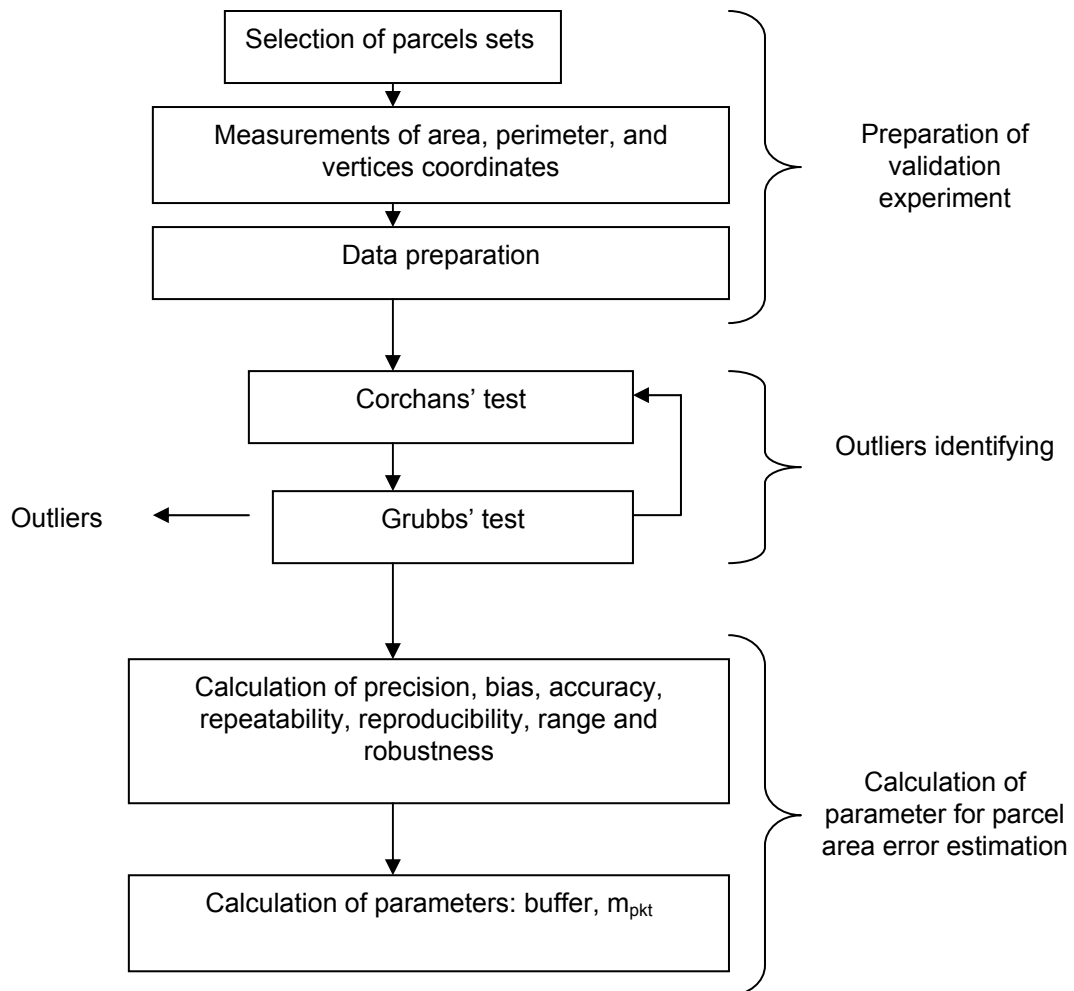 Selection of parcels sets
Measurements of area, perimeter, and
vertices coordinates
Data preparation
Preparation of
validation
experiment
Corchans’ test
Grubbs’ test
Outliers
Outliers identifying
Calculation of precision, bias, accuracy,
repeatability, reproducibility, range and
robustness
Calculation of parameters: buffer, mpkt
Calculation of
parameter for parcel
area error estimation